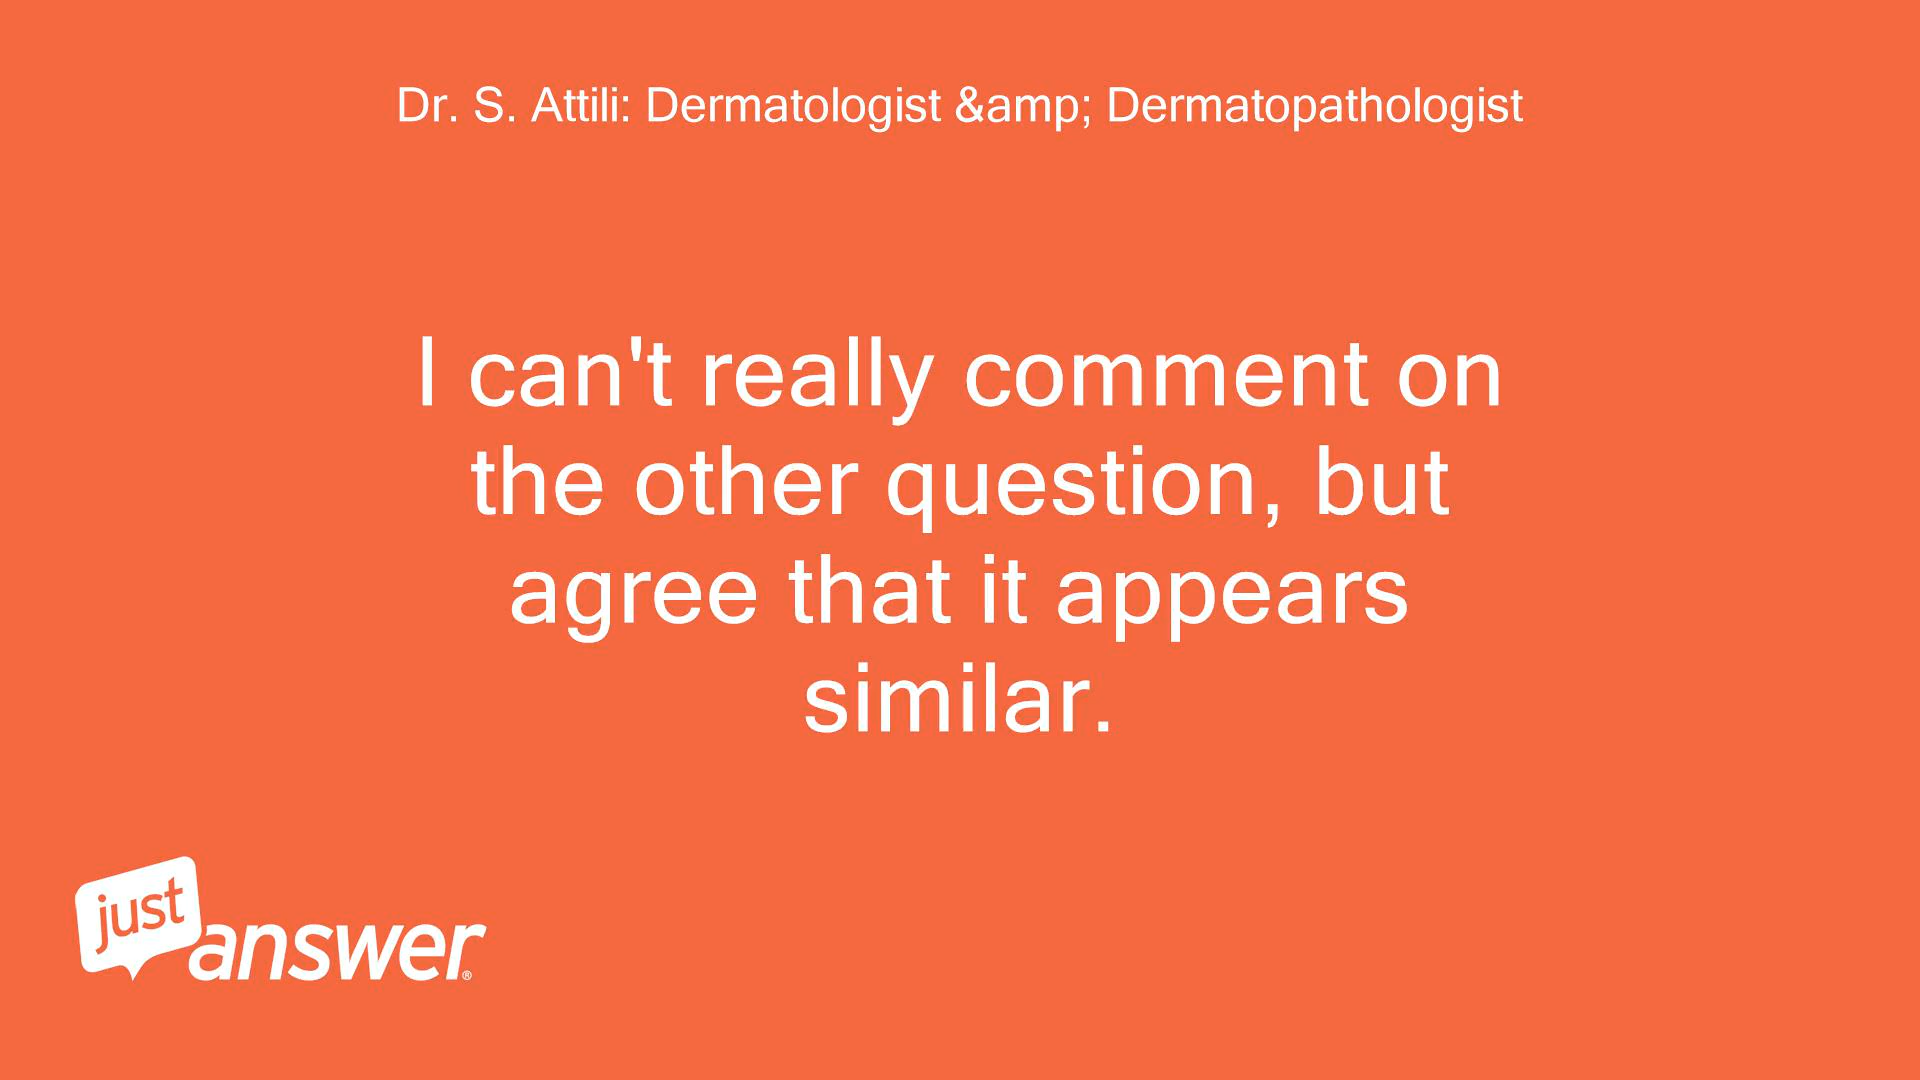 Dr. S. Attili: Dermatologist &amp; Dermatopathologist
I can't really comment on
the other question, but
agree that it appears
similar.
just
answer®